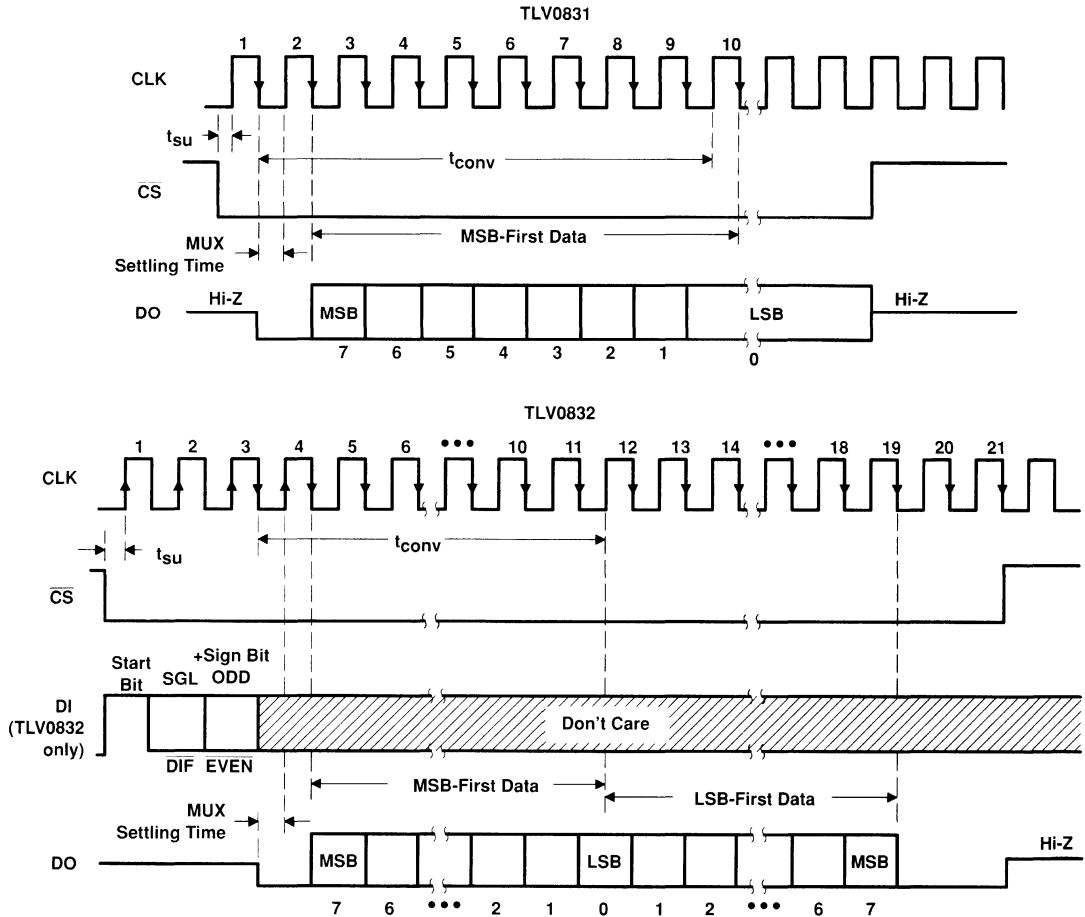 TLV0831
1 2 3 4 5 6 7 8 9 10
CLK
tsu
tconv
CS
MSB-First Data
MUX
Settling Time
Hi-Z
Hi-Z
DO
MSB
LSB
7 6 5 4 3 2 1 0
TLV0832
1 2 3 4 5 6 ••• 10 11 12 13 14 ••• 18 19 20 21
CLK
tsu
tconv
CS
+Sign Bit
Start
Bit
SGL
ODD
DI
(TLV0832
only)
Don't Care
DIF EVEN
MSB-First Data
LSB-First Data
MUX
Settling Time
Hi-Z
DO
MSB
LSB
MSB
7 6 ••• 2 1 0 1 2 ••• 6 7